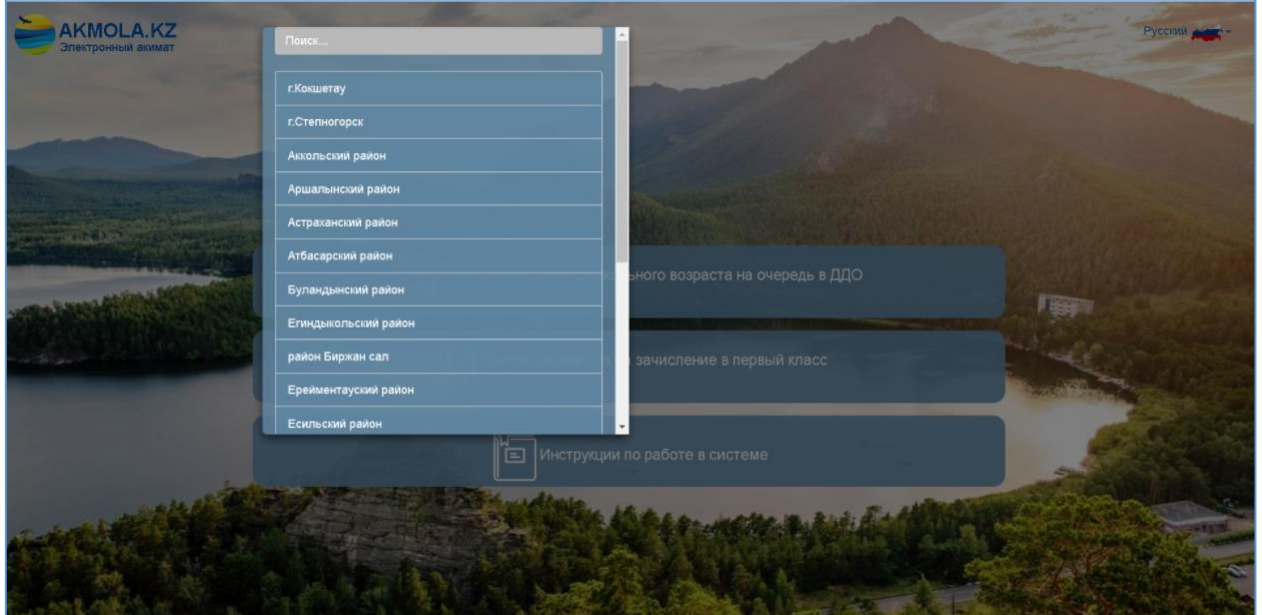 AKMOLA.KZ
Электронный акимат
Русский
Поиск...
г.Кокшетау
г.Степногорск
Аккольский район
Аршалынский район
Астраханский район
Атбасарский район
Буландынский район
Егиндыкольский район
район Биржан сал
Ерейментауский район
Есильский район
возраста на очередь в ДДО
зачисление в первый класс
Инструкции по работе в системе